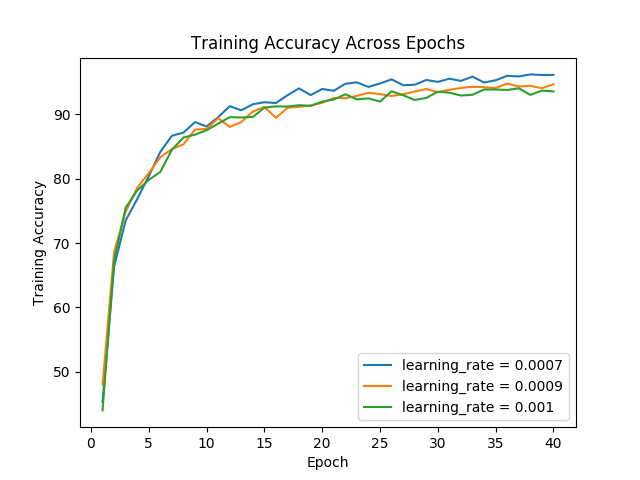 Training Accuracy Across Epochs
Training Accuracy
90
80
70
60
50
0 5 10 15 20 25 30 35 40
Epoch
learning_rate = 0.0007
learning_rate = 0.0009
learning_rate = 0.001